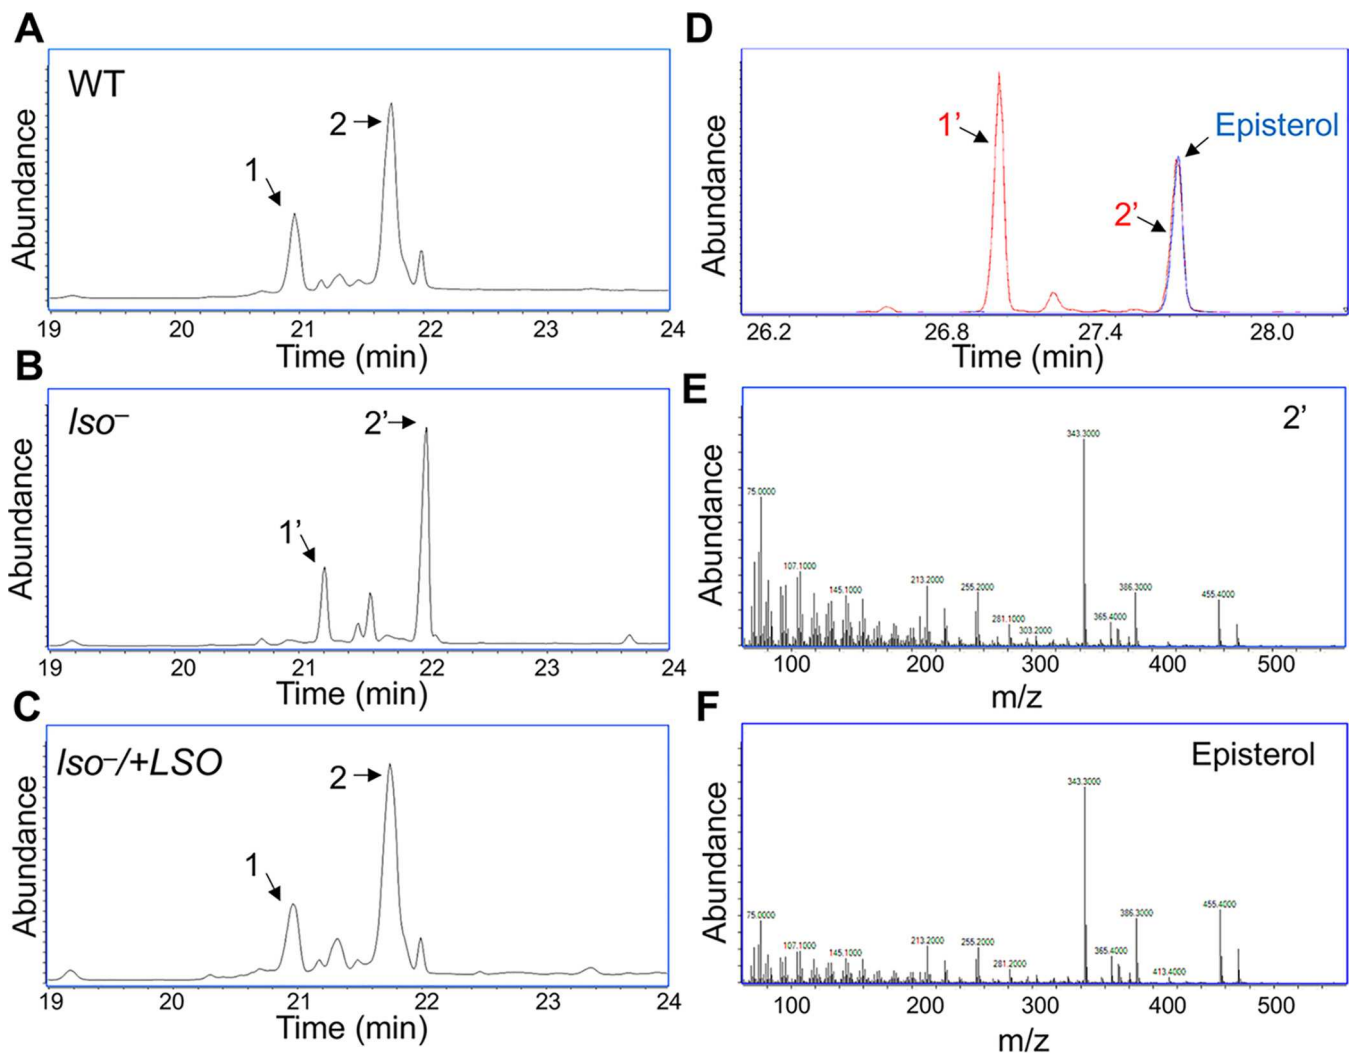 A
WT
1
2
Abundance
19 20 21 22 23 24
Time (min)
B
lso–
1’
2’
Abundance
19 20 21 22 23 24
Time (min)
C
lso–/+LSO
1
2
Abundance
19 20 21 22 23 24
Time (min)
D
1’
2’
Episterol
Abundance
26.2 26.8 27.4 28.0
Time (min)
E
2’
343.3000
75.0000
107.1000
145.1000
213.2000
255.2000
281.1000
303.2000
365.4000
386.3000
455.4000
Abundance
100 200 300 400 500
m/z
F
Episterol
343.3000
75.0000
107.1000
145.1000
213.2000
255.2000
281.2000
365.4000
386.3000
413.4000
455.4000
Abundance
100 200 300 400 500
m/z